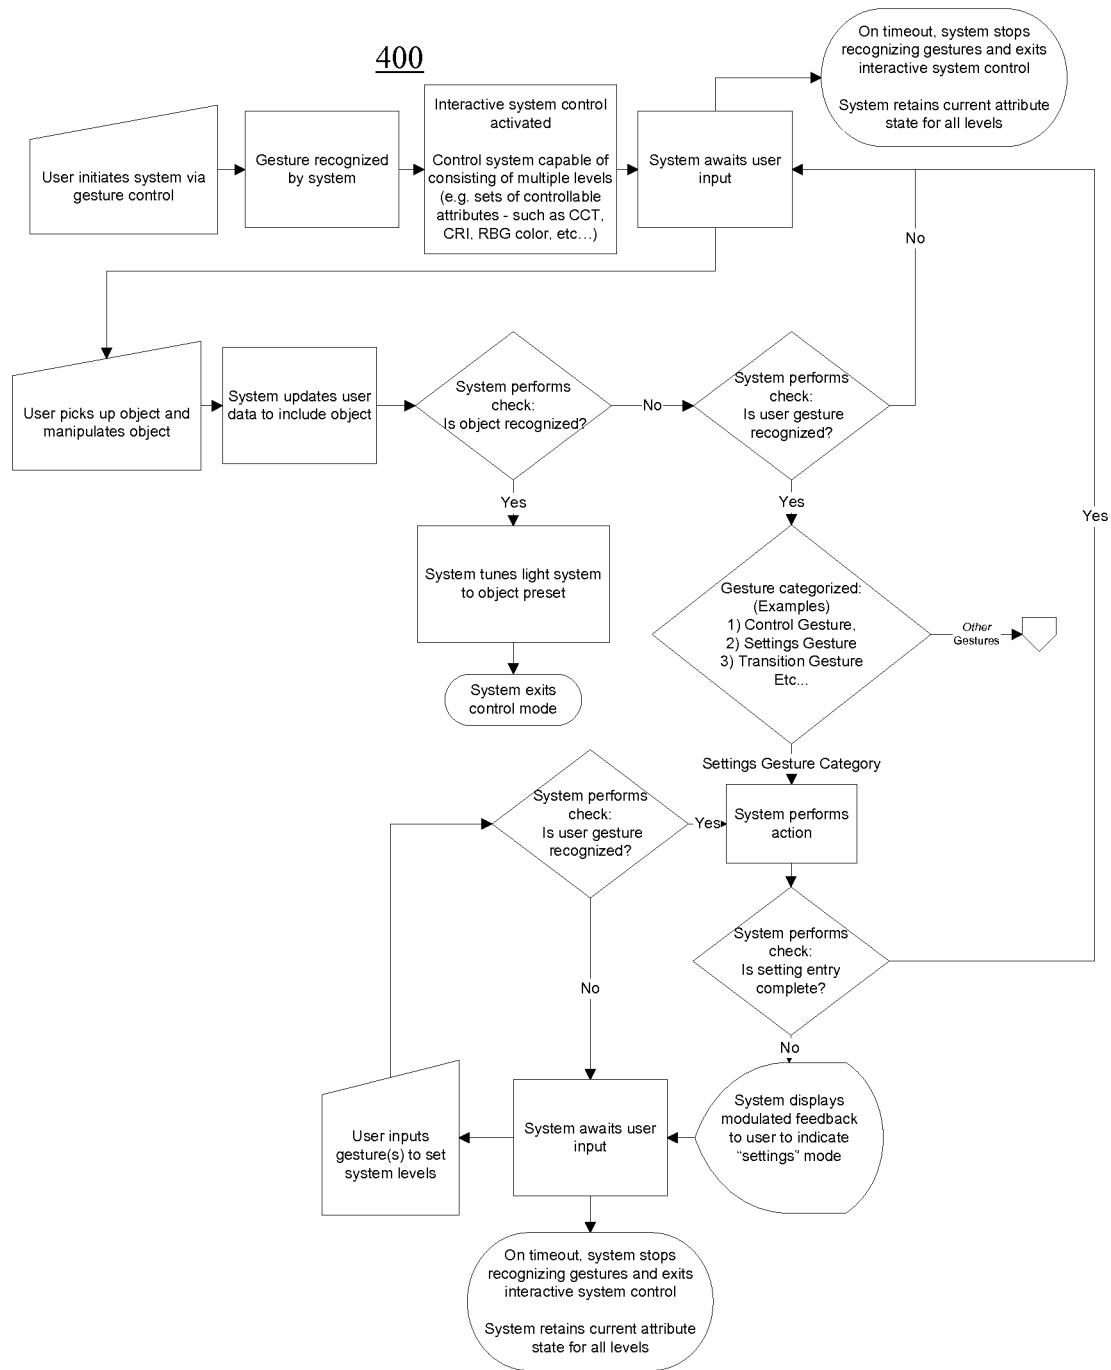 400
On timeout, system stops
recognizing gestures and exits
interactive system control
System retains current attribute
state for all levels
User initiates system via
gesture control
Gesture recognized
by system
Interactive system control
activated
Control system capable of
consisting of multiple levels
(e.g. sets of controllable
attributes - such as CCT,
CRI, RBG color, etc…)
System awaits user
input
No
User picks up object and
manipulates object
System updates user
data to include object
System performs
check:
Is object recognized?
No
System performs
check:
Is user gesture
recognized?
Yes
Yes
Yes
System tunes light system
to object preset
System exits
control mode
Gesture categorized:
(Examples)
1) Control Gesture,
2) Settings Gesture
3) Transition Gesture
Etc...
Other
Gestures
Settings Gesture Category
System performs
check:
Is user gesture
recognized?
Yes
System performs
action
System performs
check:
Is setting entry
complete?
No
No
User inputs
gesture(s) to set
system levels
System awaits user
input
System displays
modulated feedback
to user to indicate
“settings” mode
On timeout, system stops
recognizing gestures and exits
interactive system control
System retains current attribute
state for all levels